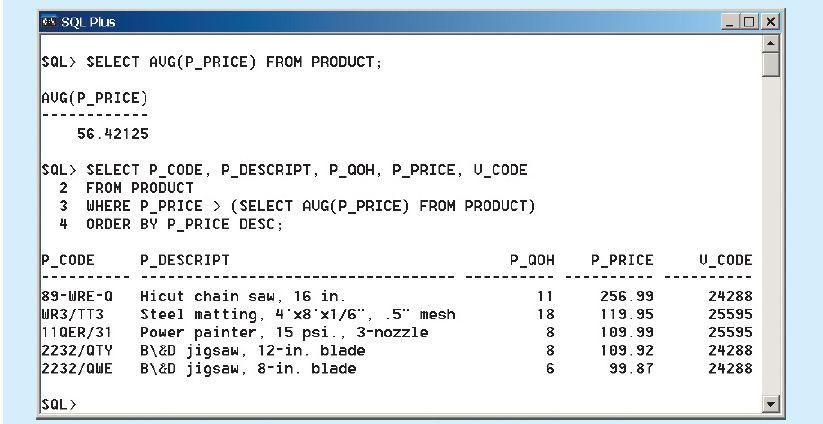 SQL Plus
SQL> SELECT AVG(P_PRICE) FROM PRODUCT;
AVG(P_PRICE)
------------
56.42125
SQL> SELECT P_CODE, P_DESCRIPT, P_QOH, P_PRICE, V_CODE
2 FROM PRODUCT
3 WHERE P_PRICE > (SELECT AVG(P_PRICE) FROM PRODUCT)
4 ORDER BY P_PRICE DESC;
P_CODE P_DESCRIPT P_QOH P_PRICE V_CODE
---------- ----------------------------------- ---------- ---------- ----------
89-WRE-Q Hicut chain saw, 16 in. 11 256.99 24288
WR3/TT3 Steel matting, 4'x8'x1/6", .5" mesh 18 119.95 25595
11QER/31 Power painter, 15 psi., 3-nozzle 8 109.99 25595
2232/QTY B\&D jigsaw, 12-in. blade 8 109.92 24288
2232/QWE B\&D jigsaw, 8-in. blade 6 99.87 24288
SQL>